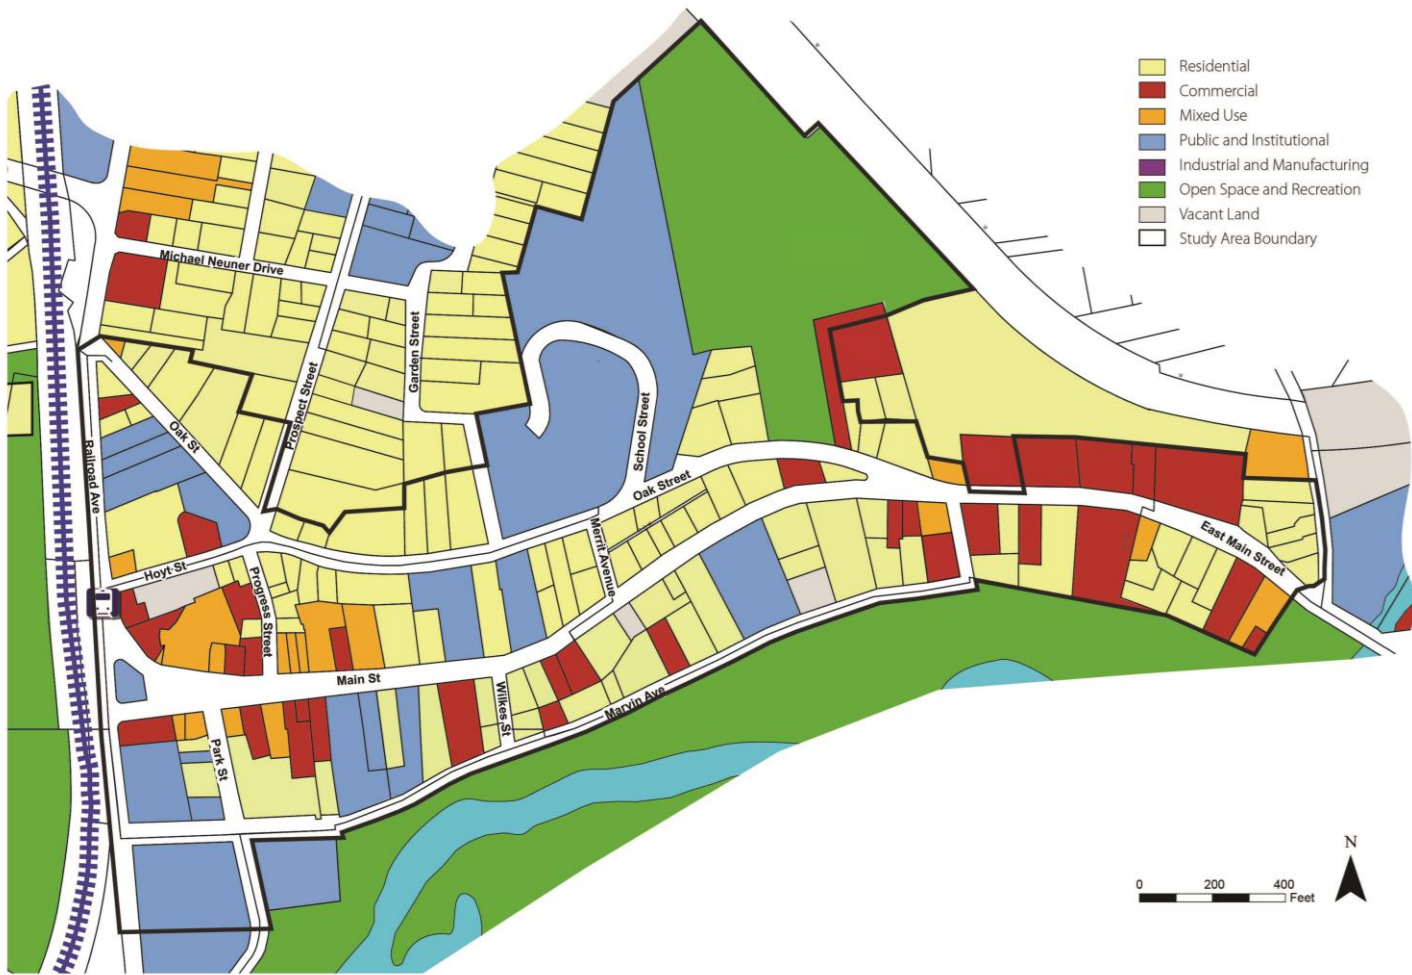 Residential
Commercial
Mixed Use
Public and Institutional
Industrial and Manufacturing
Open Space and Recreation
Vacant Land
Study Area Boundary
Michael Neuner Drive
Garden Street
Prospect Street
Oak St
Railroad Ave
School Street
Oak Street
Merrit Avenue
East Main Street
Hoyt St
Progress Street
Main St
Wilkes St
Marvin Ave
Park St
N
0 200 400
Feet